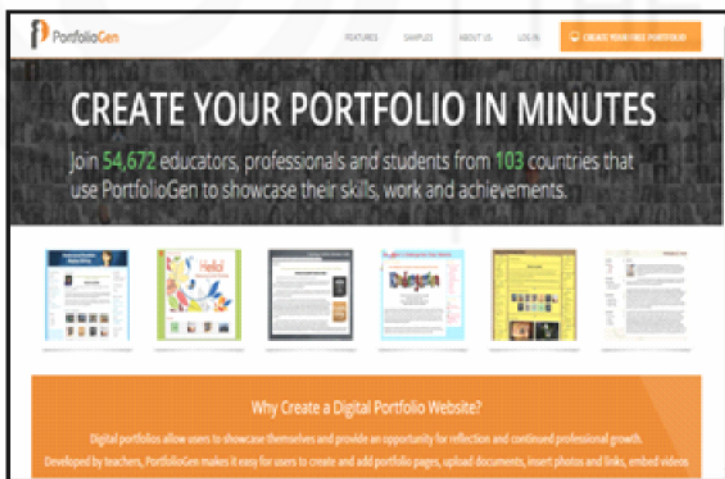 PortfolioGen
FEATURES SAMPLES ABOUT US LOG IN CREATE YOUR FREE PORTFOLIO
CREATE YOUR PORTFOLIO IN MINUTES
Join 54,672 educators, professionals and students from 103 countries that
use PortfolioGen to showcase their skills, work and achievements.
Hello!
Kindergarten
Why Create a Digital Portfolio Website?
Digital portfolios allow users to showcase themselves and provide an opportunity for reflection and continued professional growth.
Developed by teachers, PortfolioGen makes it easy for users to create and add portfolio pages, upload documents, insert photos and links, embed videos